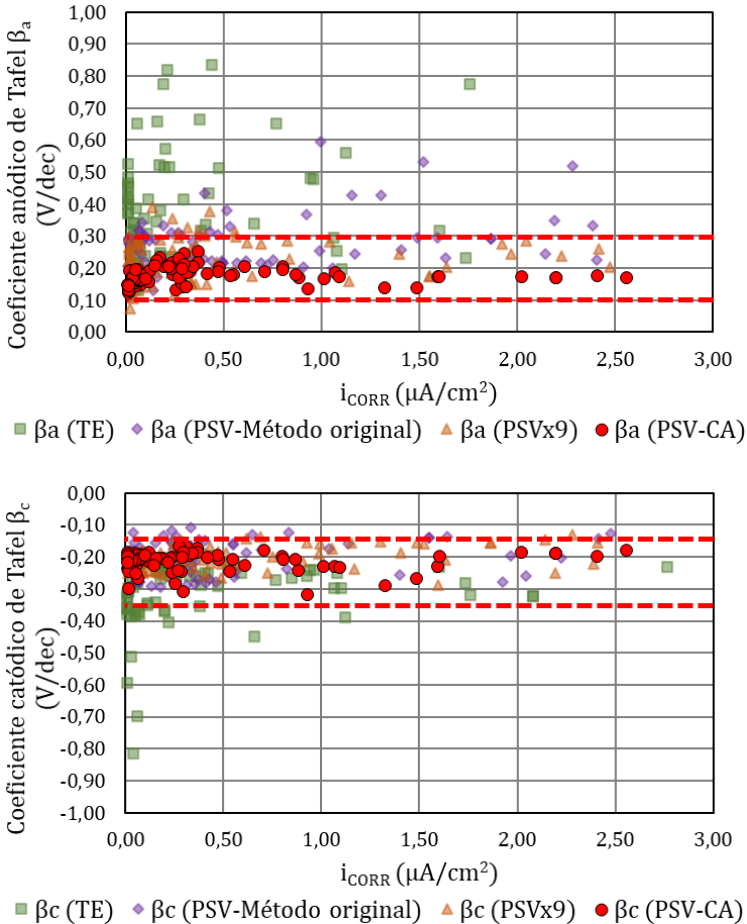 Coeficiente anódico de Tafel βa
(V/dec)
1,00
0,90
0,80
0,70
0,60
0,50
0,40
0,30
0,20
0,10
0,00
0,00 0,50 1,00 1,50 2,00 2,50 3,00
iCORR (μA/cm²)
βa (TE) βa (PSV-Método original) βa (PSVx9) βa (PSV-CA)
Coeficiente catódico de Tafel βc
(V/dec)
0,00
-0,10
-0,20
-0,30
-0,40
-0,50
-0,60
-0,70
-0,80
-0,90
-1,00
0,00 0,50 1,00 1,50 2,00 2,50 3,00
iCORR (μA/cm²)
βc (TE) βc (PSV-Método original) βc (PSVx9) βc (PSV-CA)